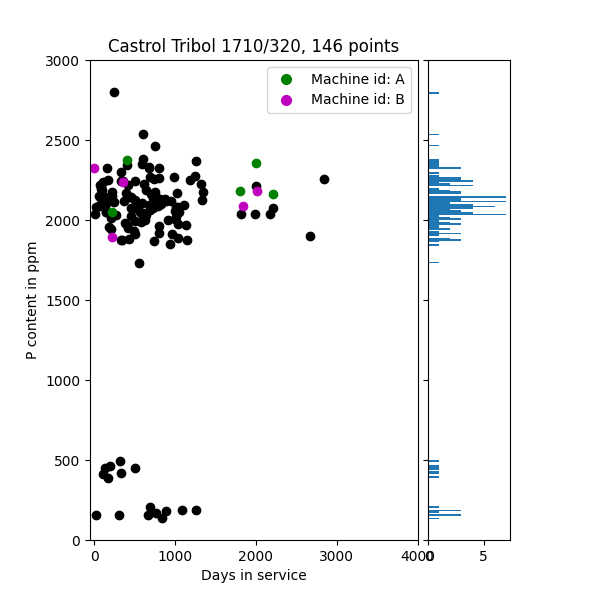 Castrol Tribol 1710/320, 146 points
Machine id: A
Machine id: B
3000
2500
2000
1500
1000
500
0
P content in ppm
0 1000 2000 3000 4000 0 5
Days in service